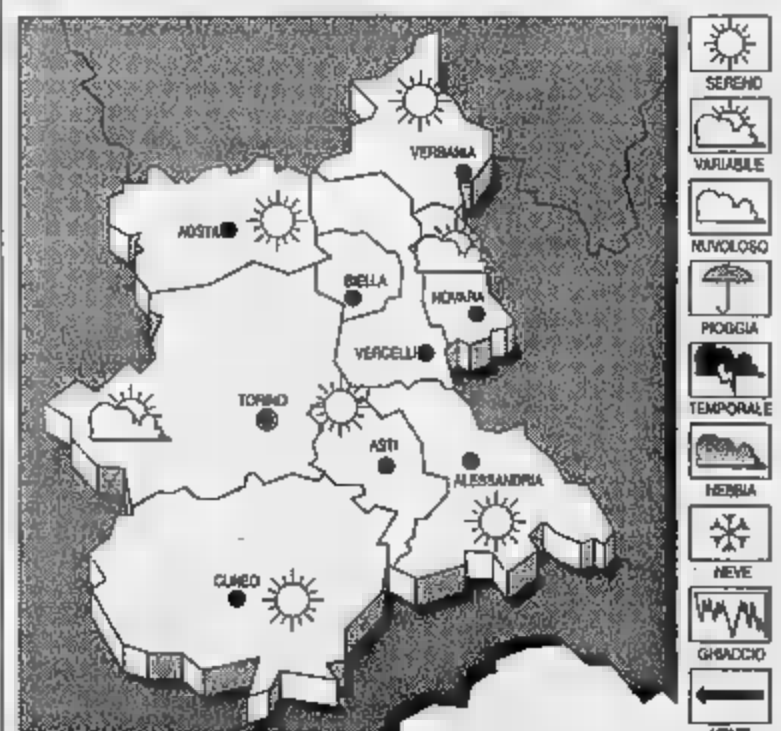 VERBANIA
AOSTA
BIELLA
NOVARA
VERCELLI
TORINO
ASTI
ALESSANDRIA
CUNEO
SERENO
VARIABILE
NUVOLOSO
PIOGGIA
TEMPORALE
NEBBIA
NEVE
GHIACCIO